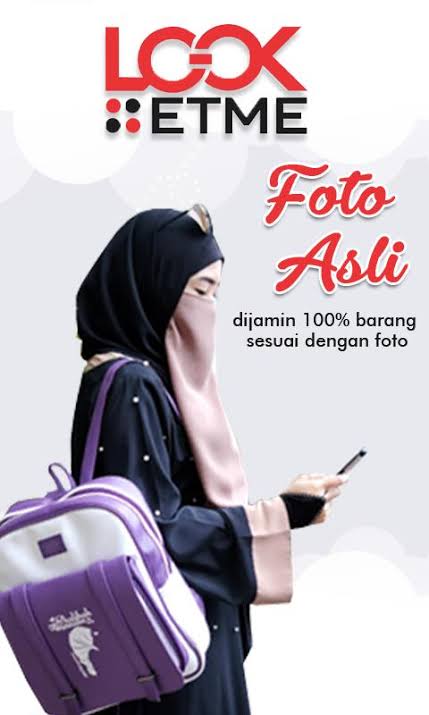 LOOK
ETME
Foto
Asli
dijamin 100% barang
sesuai dengan foto